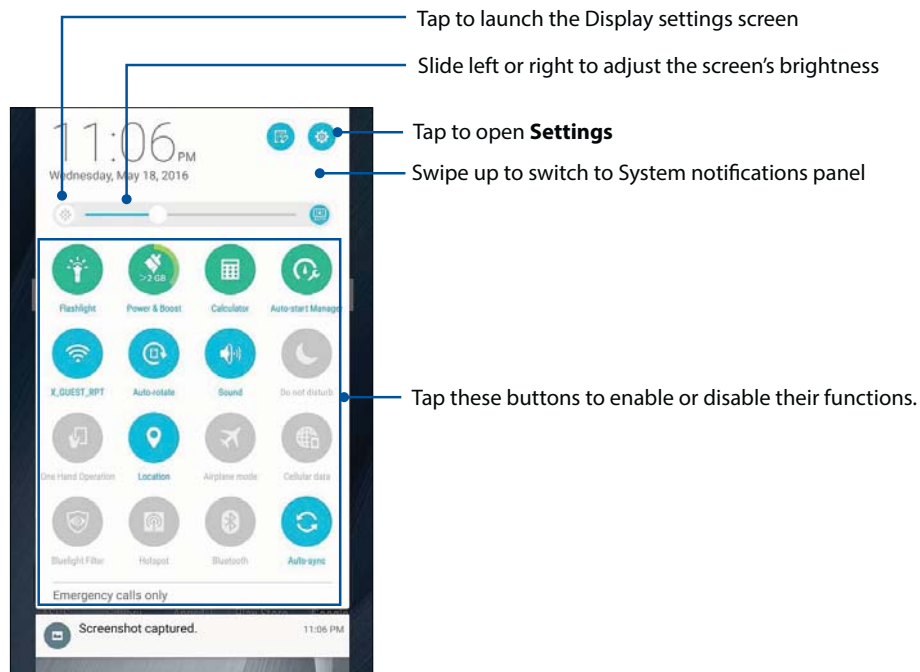 Tap to launch the Display settings screen
Slide left or right to adjust the screen's brightness
Tap to open Settings
Swipe up to switch to System notifications panel
11:06 PM
Wednesday, May 18, 2016
>2 GB
Flashlight
Power & Boost
Calculator
Auto-start Manager
X_GUEST_RPT
Auto-rotate
Sound
Do not disturb
Tap these buttons to enable or disable their functions.
One Hand Operation
Location
Airplane mode
Cellular data
Bluelight Filter
Hotspot
Bluetooth
Auto-sync
Emergency calls only
Screenshot captured.
11:06 PM